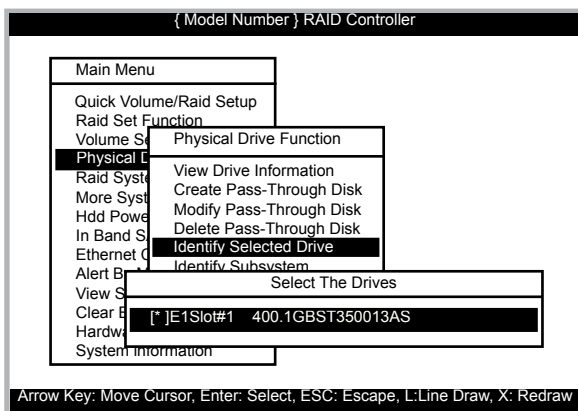 { Model Number } RAID Controller
Main Menu
Quick Volume/Raid Setup
Raid Set Function
Volume Se
Physical D
Raid Syste
More Syst
Hdd Powe
In Band S
Ethernet C
Alert By M
View S
Clear E
Hardwa
System Information
Physical Drive Function
View Drive Information
Create Pass-Through Disk
Modify Pass-Through Disk
Delete Pass-Through Disk
Identify Selected Drive
Identify Subsystem
Select The Drives
[* ]E1Slot#1 400.1GBST350013AS
Arrow Key: Move Cursor, Enter: Select, ESC: Escape, L:Line Draw, X: Redraw